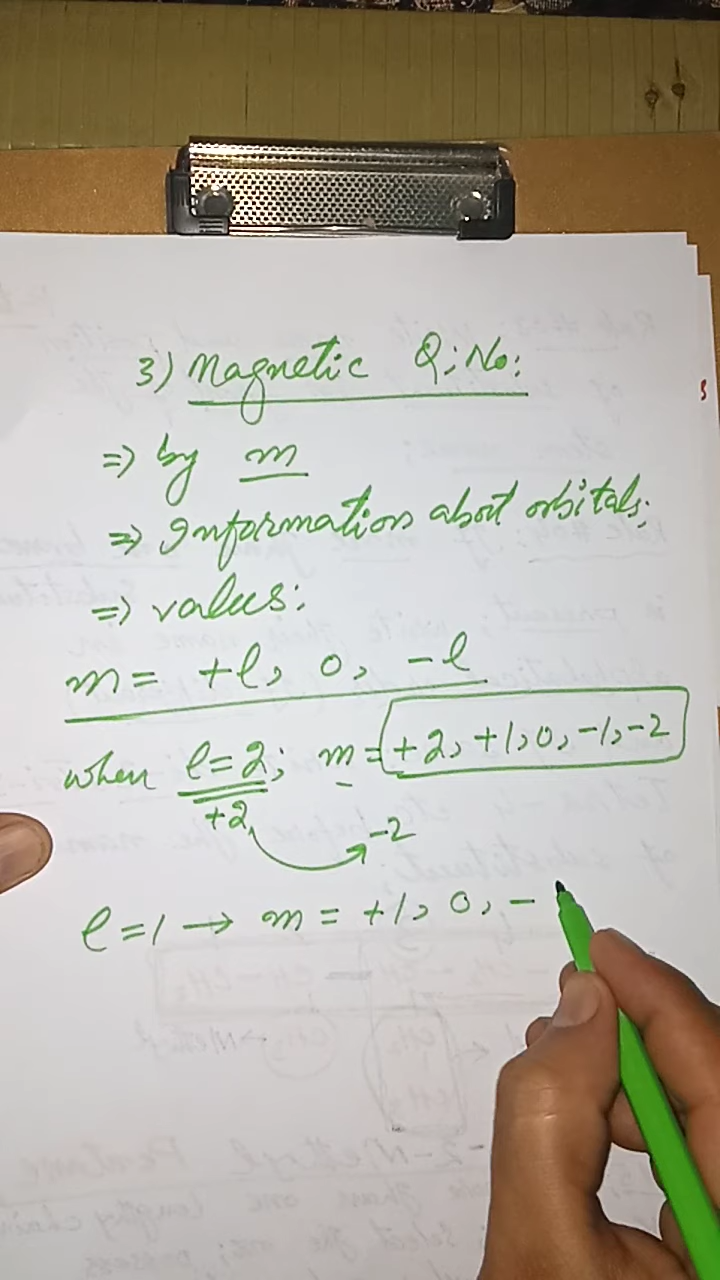 3) Magnetic Q; No:
=> by m
=> Information about orbitals;
=> values:
m = +l, 0, -l
when l=2; m = +2, +1, 0, -1, -2
+2 -2
l=1 → m = +1, 0, -